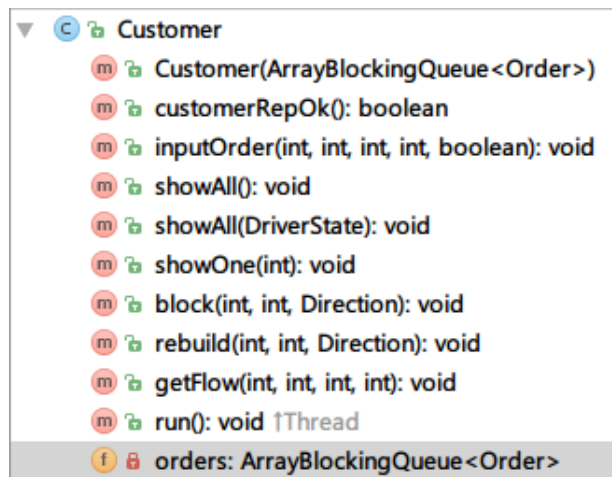 C Customer
m Customer(ArrayBlockingQueue<Order>)
m customerRepOk(): boolean
m inputOrder(int, int, int, int, boolean): void
m showAll(): void
m showAll(DriverState): void
m showOne(int): void
m block(int, int, Direction): void
m rebuild(int, int, Direction): void
m getFlow(int, int, int, int): void
m run(): void ↑Thread
f orders: ArrayBlockingQueue<Order>